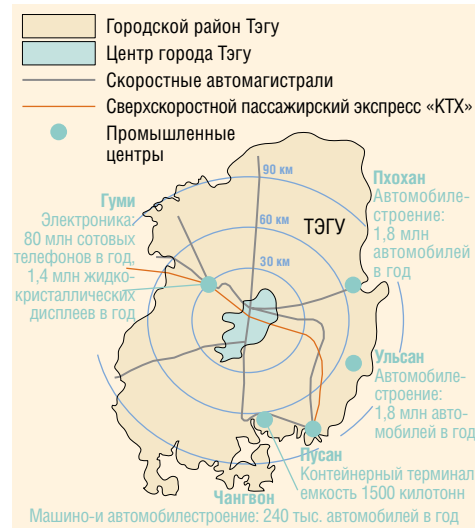 Городской район Тэгу
Центр города Тэгу
Скоростные автомагистрали
Сверхскоростной пассажирский экспресс «КТХ»
Промышленные
центры
90 км
60 км
30 км
ТЭГУ
Гуми
Электроника:
80 млн сотовых
телефонов в год,
1,4 млн жидко-
кристаллических
дисплеев в год
Пхохан
Автомобиле-
строение:
1,8 млн
автомобилей
в год
Ульсан
Автомобиле-
строение:
1,8 млн авто-
мобилей в год
Пусан
Контейнерный терминал
емкость 1500 килотонн
Чангвон
Машино-и автомобилестроение: 240 тыс. автомобилей в год